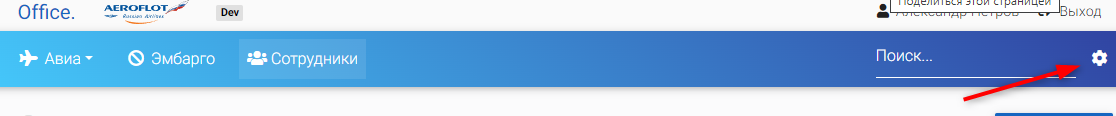 Поделиться этой страницей
Office. AEROFLOT Russian Airlines Dev Александр Петров Выход
Авиа Эмбарго Сотрудники Поиск...